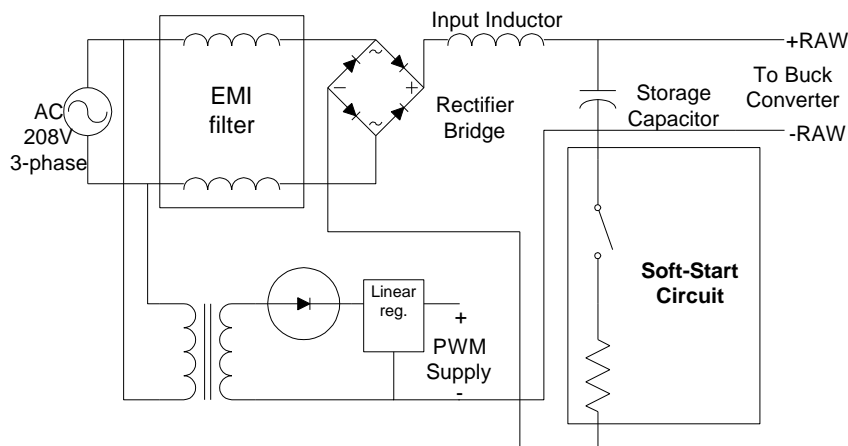 Input Inductor
+RAW
To Buck
Converter
-RAW
EMI
filter
~
~
−
+
Rectifier
Bridge
Storage
Capacitor
AC
208V
3-phase
Soft-Start
Circuit
Linear
reg.
+
PWM
Supply
-